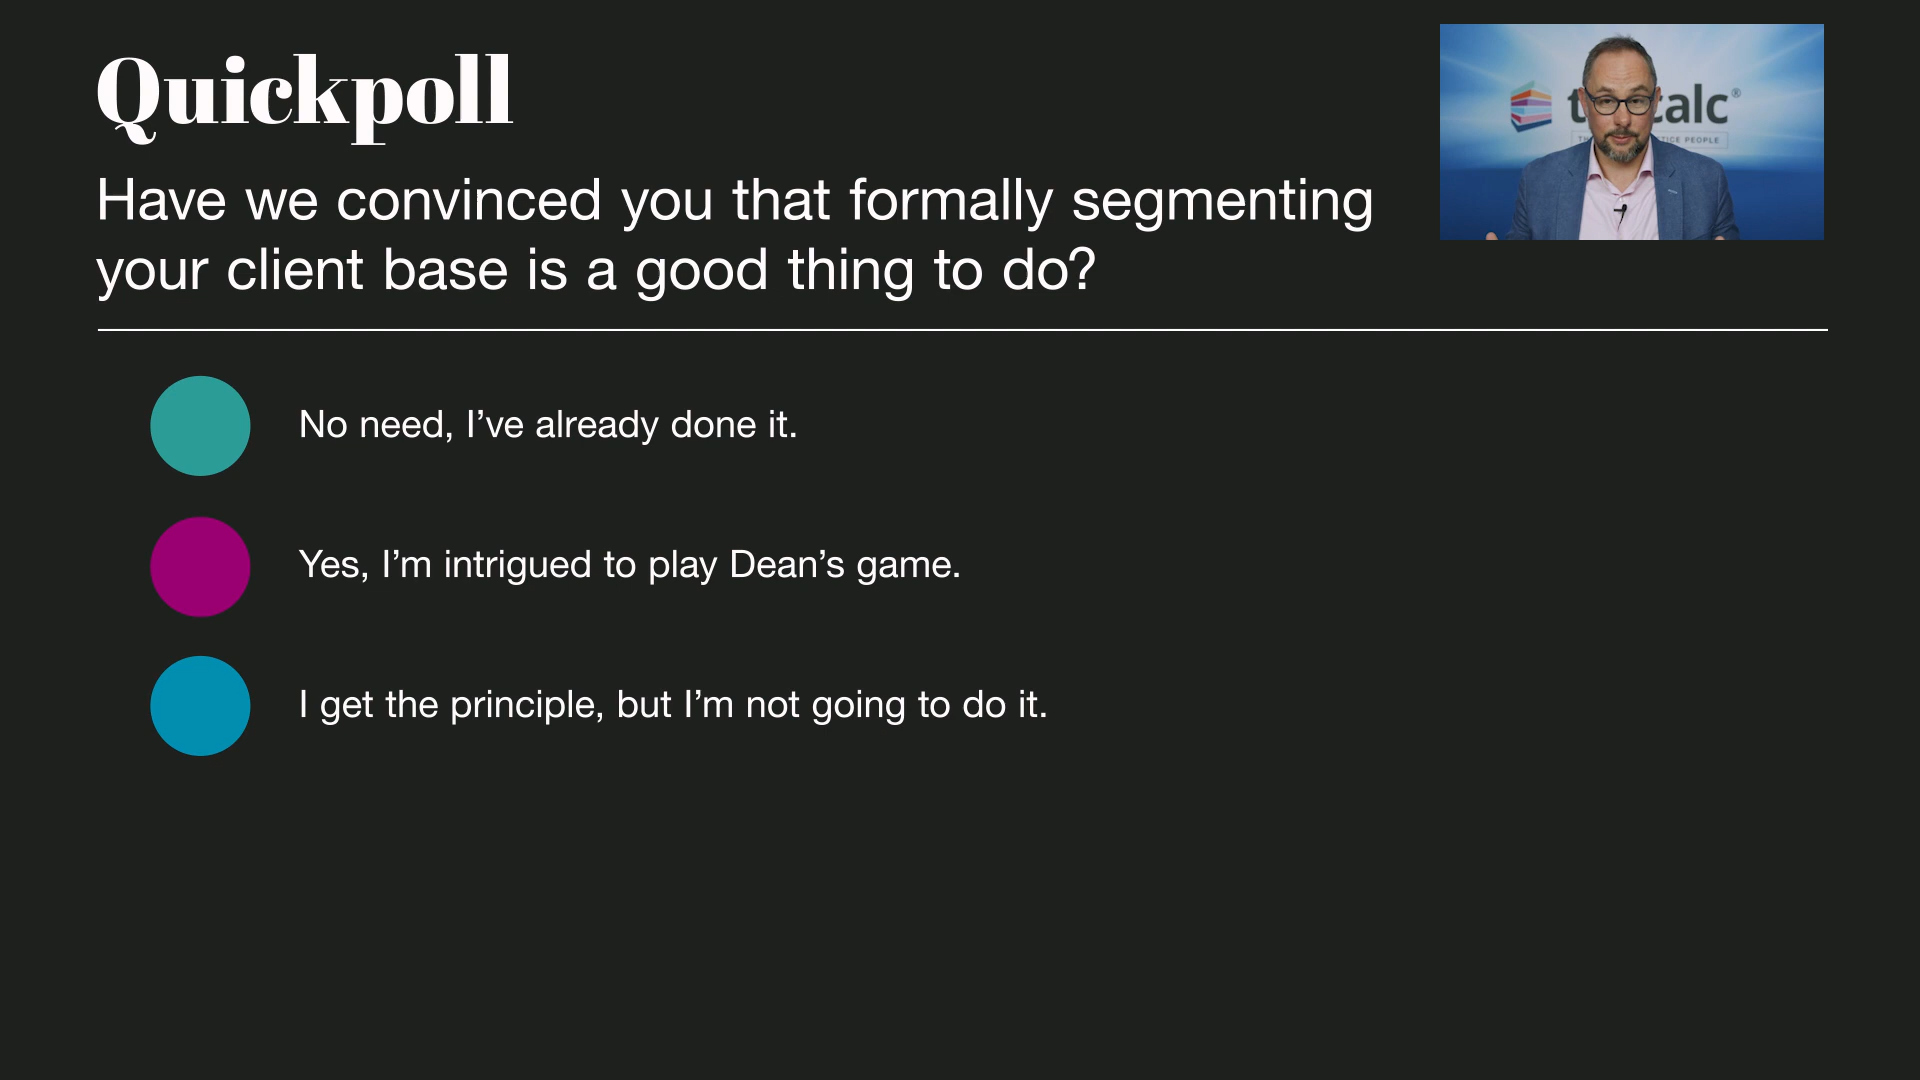 Quickpoll
Have we convinced you that formally segmenting
your client base is a good thing to do?
No need, I’ve already done it.
Yes, I’m intrigued to play Dean’s game.
I get the principle, but I’m not going to do it.